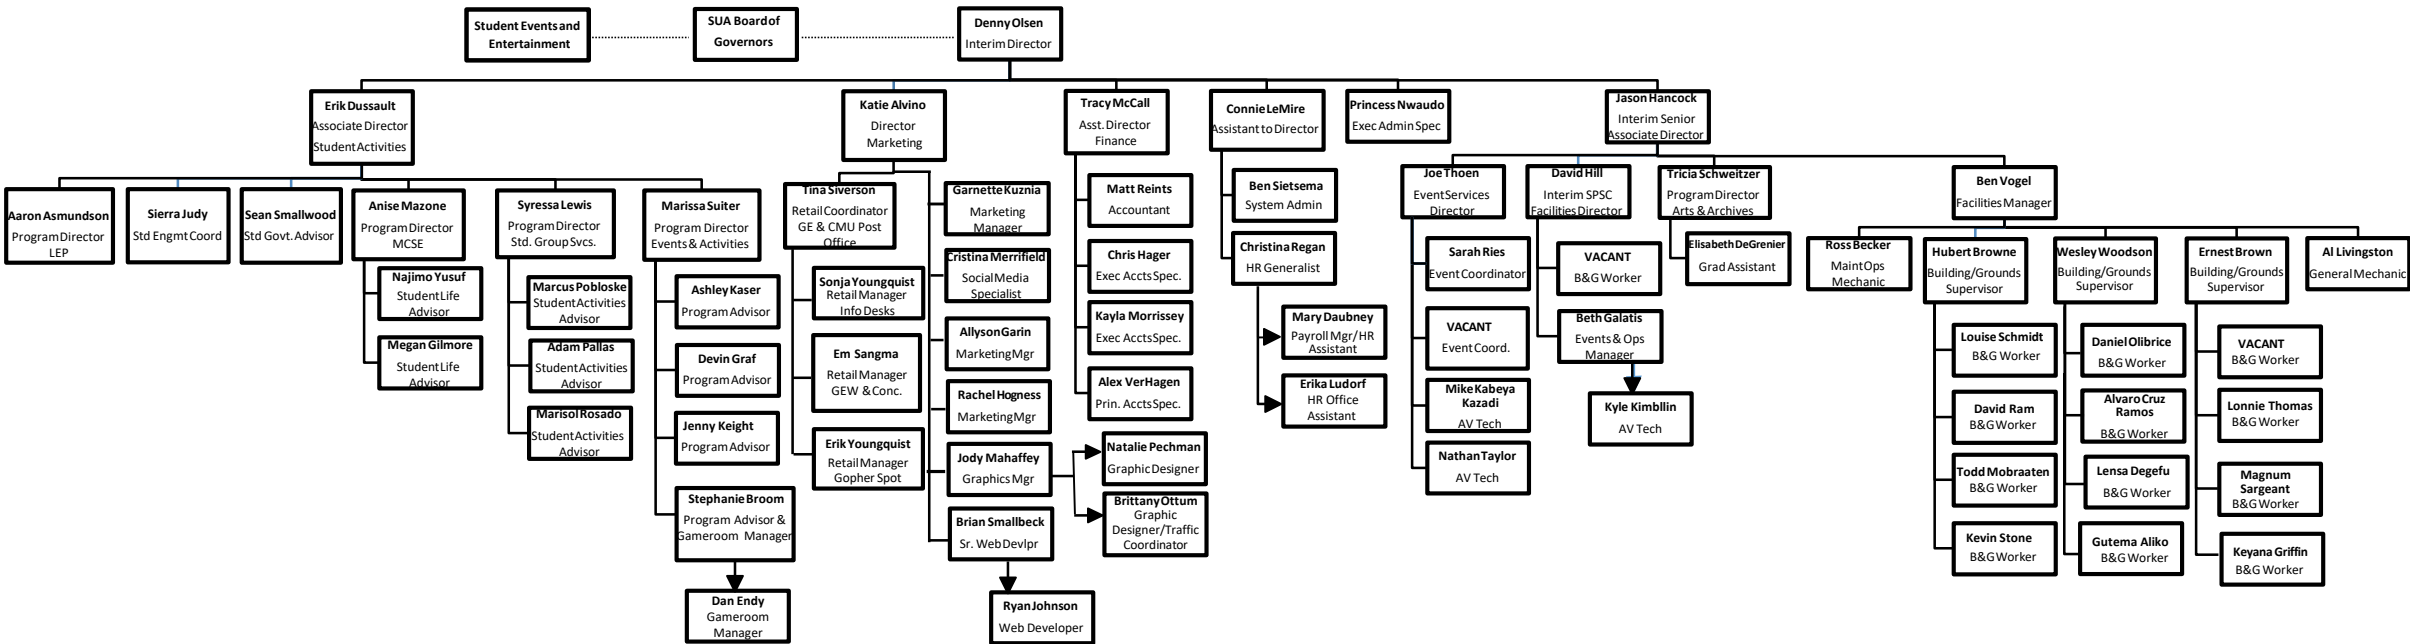 Student Events and
Entertainment
SUA Board of
Governors
Denny Olsen
Interim Director
Erik Dussault
Associate Director
Student Activities
Katie Alvino
Director
Marketing
Tracy McCall
Asst. Director
Finance
Connie LeMire
Assistant to Director
Princess Nwaudo
Exec Admin Spec
Jason Hancock
Interim Senior
Associate Director
Aaron Asmundson
Program Director
LEP
Sierra Judy
Std Engmt Coord
Sean Smallwood
Std Govt. Advisor
Anise Mazone
Program Director
MCSE
Najimo Yusuf
Student Life
Advisor
Megan Gilmore
Student Life
Advisor
Syressa Lewis
Program Director
Std. Group Svcs.
Marcus Pobloske
Student Activities
Advisor
Adam Pallas
Student Activities
Advisor
Marisol Rosado
Student Activities
Advisor
Marissa Suiter
Program Director
Events & Activities
Ashley Kaser
Program Advisor
Devin Graf
Program Advisor
Jenny Keight
Program Advisor
Stephanie Broom
Program Advisor &
Gameroom Manager
Dan Endy
Gameroom
Manager
Tina Siverson
Retail Coordinator
GE & CMU Post
Office
Sonja Youngquist
Retail Manager
Info Desks
Em Sangma
Retail Manager
GEW & Conc.
Erik Youngquist
Retail Manager
Gopher Spot
Garnette Kuznia
Marketing
Manager
Cristina Merrifield
Social Media
Specialist
Allyson Garin
Marketing Mgr
Rachel Hogness
Marketing Mgr
Jody Mahaffey
Graphics Mgr
Natalie Pechman
Graphic Designer
Brittany Ottum
Graphic
Designer/Traffic
Coordinator
Brian Smallbeck
Sr. Web Devlpr
Ryan Johnson
Web Developer
Matt Reints
Accountant
Chris Hager
Exec Accts Spec.
Kayla Morrissey
Exec Accts Spec.
Alex VerHagen
Prin. Accts Spec.
Ben Sietsema
System Admin
Christina Regan
HR Generalist
Mary Daubney
Payroll Mgr/HR
Assistant
Erika Ludorf
HR Office
Assistant
Joe Thoen
Event Services
Director
Sarah Ries
Event Coordinator
VACANT
Event Coord.
Mike Kabeya
Kazadi
AV Tech
Nathan Taylor
AV Tech
David Hill
Interim SPSC
Facilities Director
VACANT
B&G Worker
Beth Galatis
Events & Ops
Manager
Kyle Kimbllin
AV Tech
Tricia Schweitzer
Program Director
Arts & Archives
Elisabeth DeGrenier
Grad Assistant
Ben Vogel
Facilities Manager
Ross Becker
Maint Ops
Mechanic
Hubert Browne
Building/Grounds
Supervisor
Louise Schmidt
B&G Worker
David Ram
B&G Worker
Todd Mobraaten
B&G Worker
Kevin Stone
B&G Worker
Wesley Woodson
Building/Grounds
Supervisor
Daniel Olibrice
B&G Worker
Alvaro Cruz
Ramos
B&G Worker
Lensa Degefu
B&G Worker
Gutema Aliko
B&G Worker
Ernest Brown
Building/Grounds
Supervisor
VACANT
B&G Worker
Lonnie Thomas
B&G Worker
Magnum
Sargeant
B&G Worker
Keyana Griffin
B&G Worker
Al Livingston
General Mechanic